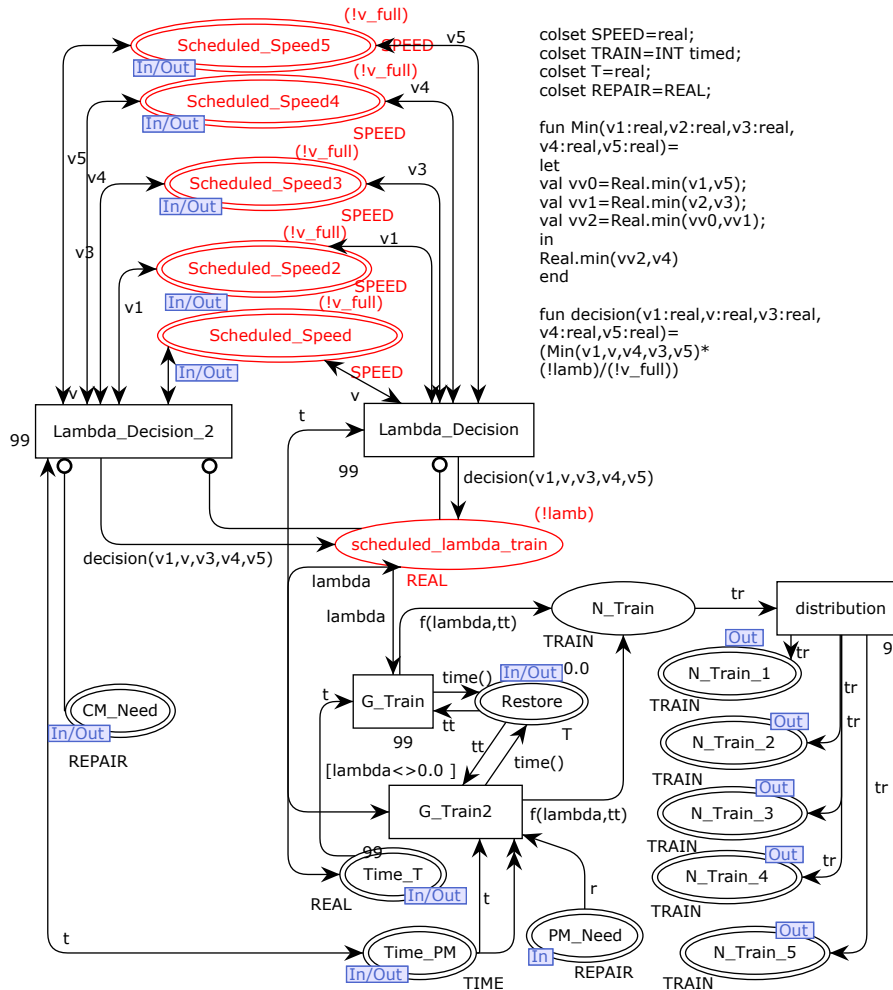 (!v_full)
Scheduled_Speed5
v5
SPEED
In/Out
(!v_full)
Scheduled_Speed4
v4
In/Out
SPEED
v5
(!v_full)
v4
Scheduled_Speed3
v3
In/Out
SPEED
(!v_full)
v3
v1
Scheduled_Speed2
SPEED
In/Out
v1
(!v_full)
Scheduled_Speed
In/Out
SPEED
v
v
colset SPEED=real;
colset TRAIN=INT timed;
colset T=real;
colset REPAIR=REAL;
fun Min(v1:real,v2:real,v3:real,
v4:real,v5:real)=
let
val vv0=Real.min(v1,v5);
val vv1=Real.min(v2,v3);
val vv2=Real.min(vv0,vv1);
in
Real.min(vv2,v4)
end
fun decision(v1:real,v:real,v3:real,
v4:real,v5:real)=
(Min(v1,v,v4,v3,v5)*
(!lamb)/(!v_full))
99
Lambda_Decision_2
t
Lambda_Decision
99
decision(v1,v,v3,v4,v5)
(!lamb)
scheduled_lambda_train
decision(v1,v,v3,v4,v5)
REAL
lambda
lambda
f(lambda,tt)
N_Train
TRAIN
tr
distribution
9
tr
Out
N_Train_1
TRAIN
tr
tr
Out
N_Train_2
TRAIN
Out
N_Train_3
TRAIN
tr
Out
N_Train_4
tr
TRAIN
Out
N_Train_5
TRAIN
t
G_Train
99
time()
tt
In/Out
0.0
Restore
T
tt
time()
CM_Need
In/Out
REPAIR
[lambda<>0.0 ]
G_Train2
f(lambda,tt)
99
Time_T
In/Out
REAL
t
r
t
Time_PM
In/Out
TIME
PM_Need
In
REPAIR